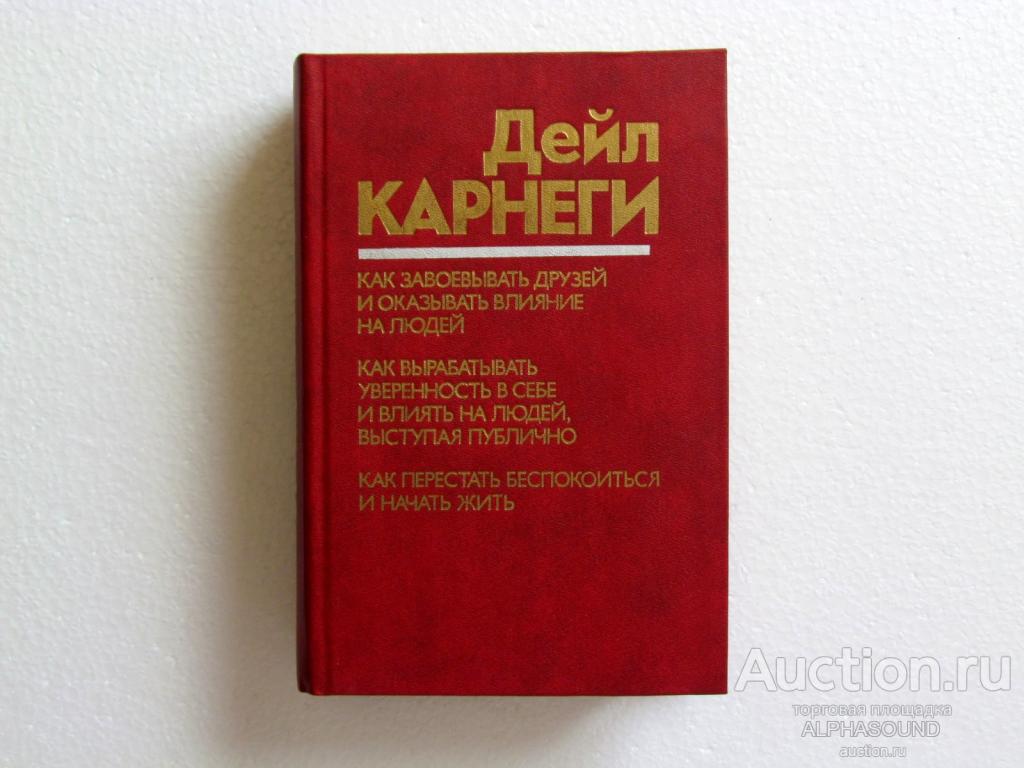 Дейл
КАРНЕГИ
КАК ЗАВОЕВЫВАТЬ ДРУЗЕЙ
И ОКАЗЫВАТЬ ВЛИЯНИЕ
НА ЛЮДЕЙ
КАК ВЫРАБАТЫВАТЬ
УВЕРЕННОСТЬ В СЕБЕ
И ВЛИЯТЬ НА ЛЮДЕЙ,
ВЫСТУПАЯ ПУБЛИЧНО
КАК ПЕРЕСТАТЬ БЕСПОКОИТЬСЯ
И НАЧАТЬ ЖИТЬ
Auction.ru
торговая площадка
ALPHASOUND
auction.ru